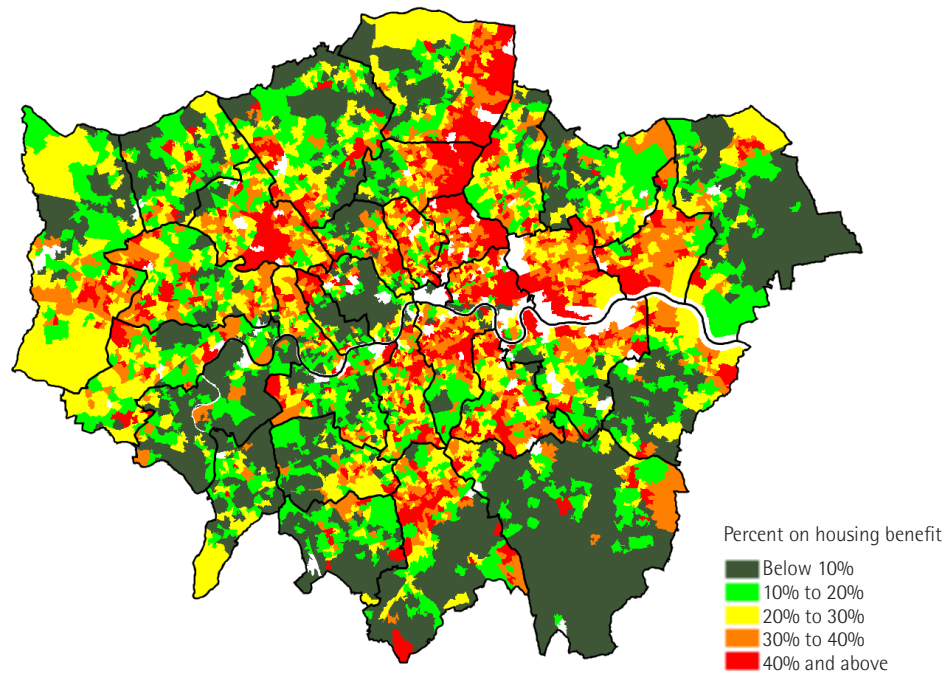 Percent on housing benefit
Below 10%
10% to 20%
20% to 30%
30% to 40%
40% and above